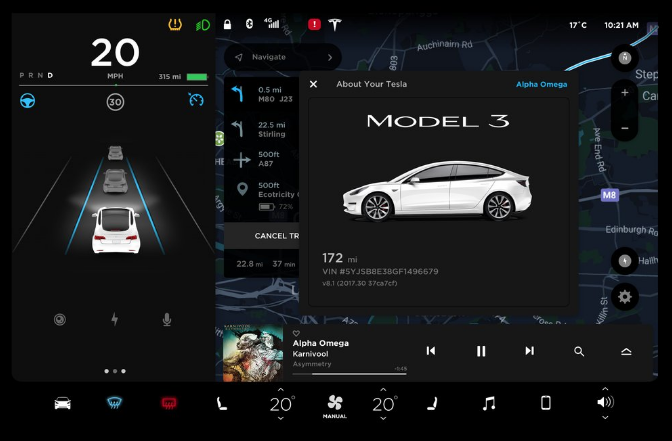 4G
17°C
10:21 AM
20
P R N D
MPH
315 mi
30
Navigate
Auchinairn Rd
803
N
0.5 mi
M80 J23
22.5 mi
Stirling
500ft
A87
500ft
Ecotricity
72%
CANCEL TR
22.8 mi 37 min
About Your Tesla
Alpha Omega
MODEL 3
172 mi
VIN #5YJSB8E38GF1496679
v8.1 (2017.30 37ca7cf)
Step
Ca
Ave End Rd
M8
Edinburgh Rd
KARNIVOOL
Alpha Omega
Karnivool
Asymmetry
20°
MANUAL
20°